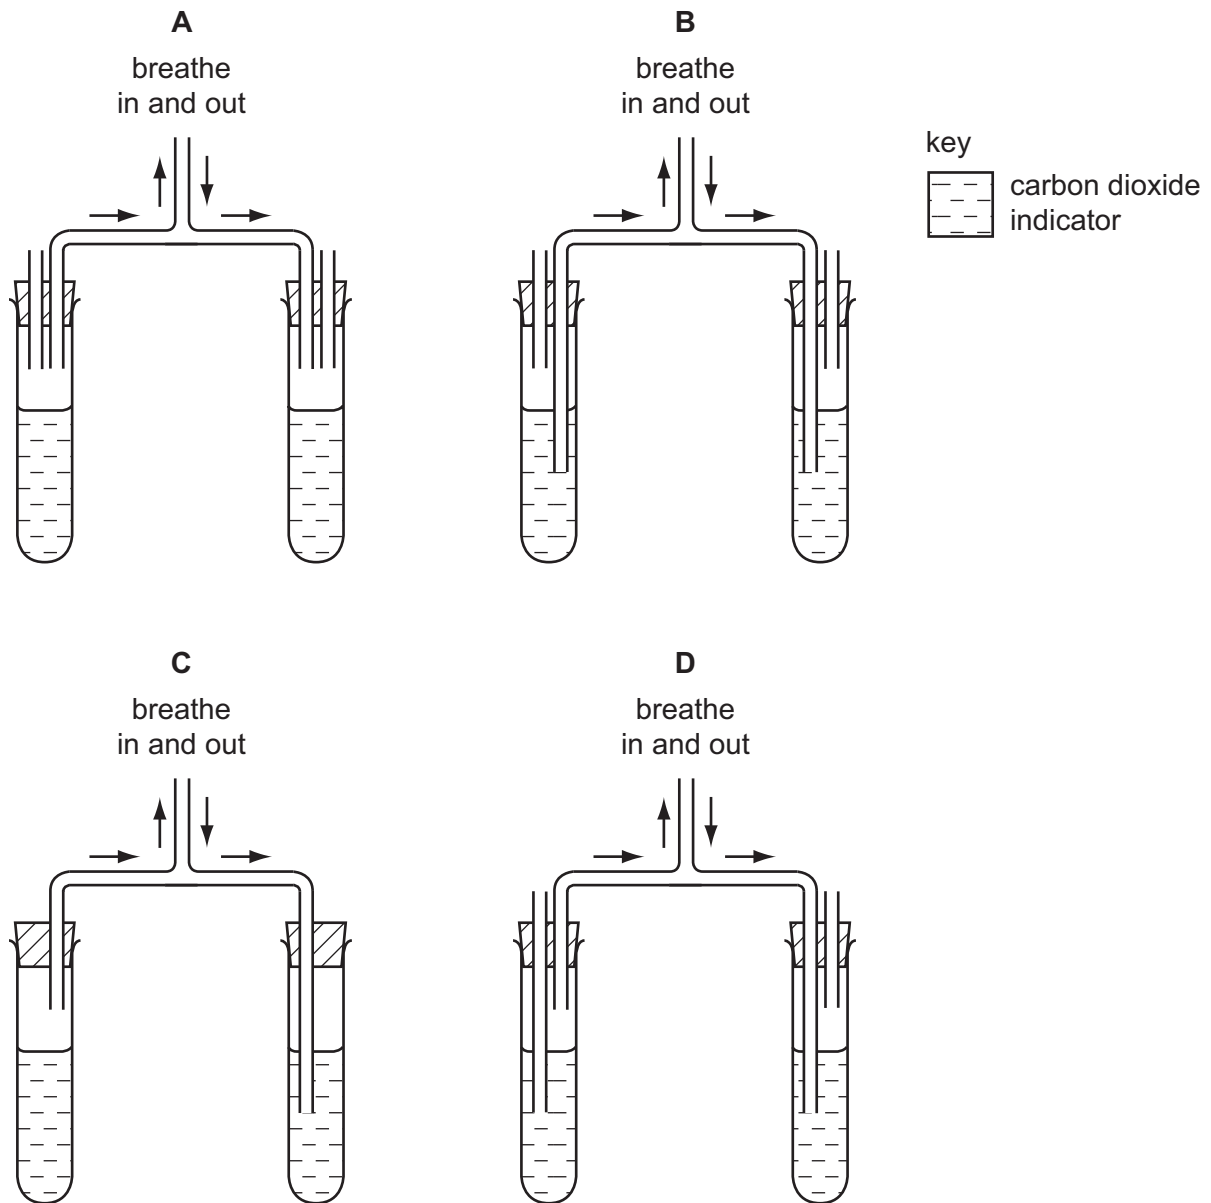 A
breathe
in and out
B
breathe
in and out
key
carbon dioxide
indicator
C
breathe
in and out
D
breathe
in and out